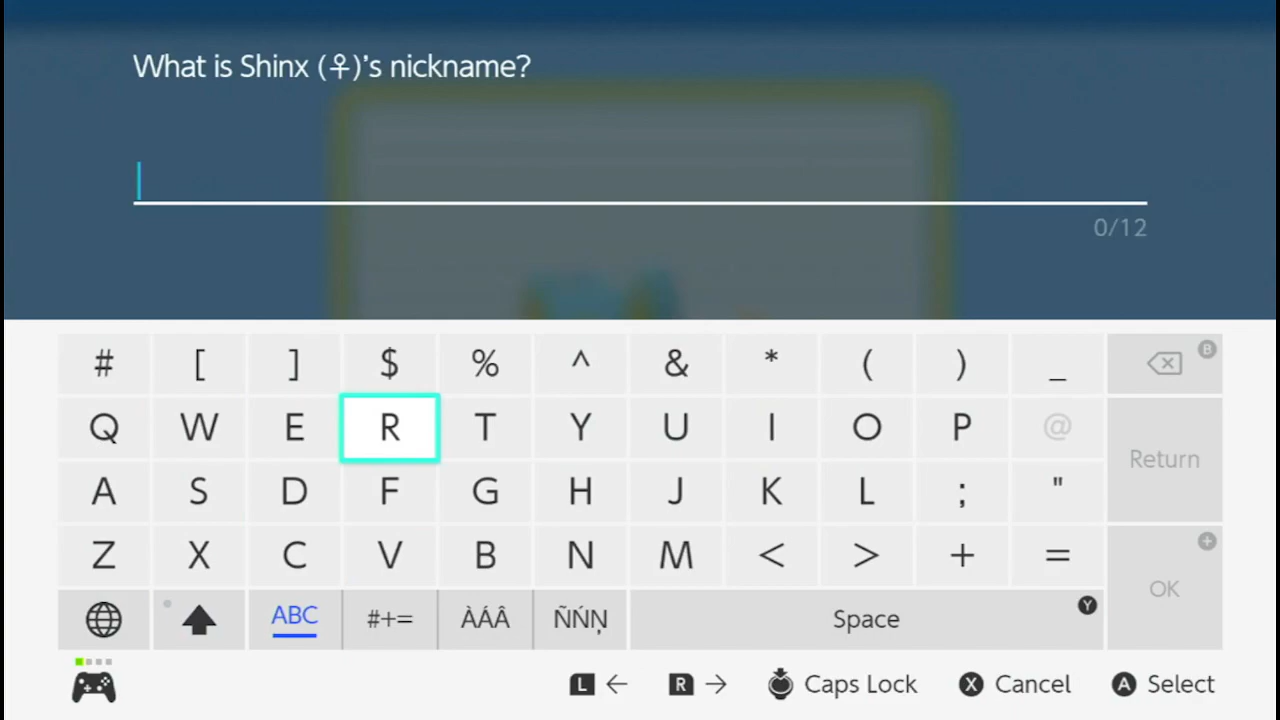 What is Shinx (♀)'s nickname?
0/12
# [ ] $ % ^ & * ( ) _ B
Q W E R T Y U I O P @ Return
A S D F G H J K L ; "
Z X C V B N M < > + = + OK
ABC #+= ÀÁÂ ÑŃŅ Space Y
L ← R → Caps Lock X Cancel A Select